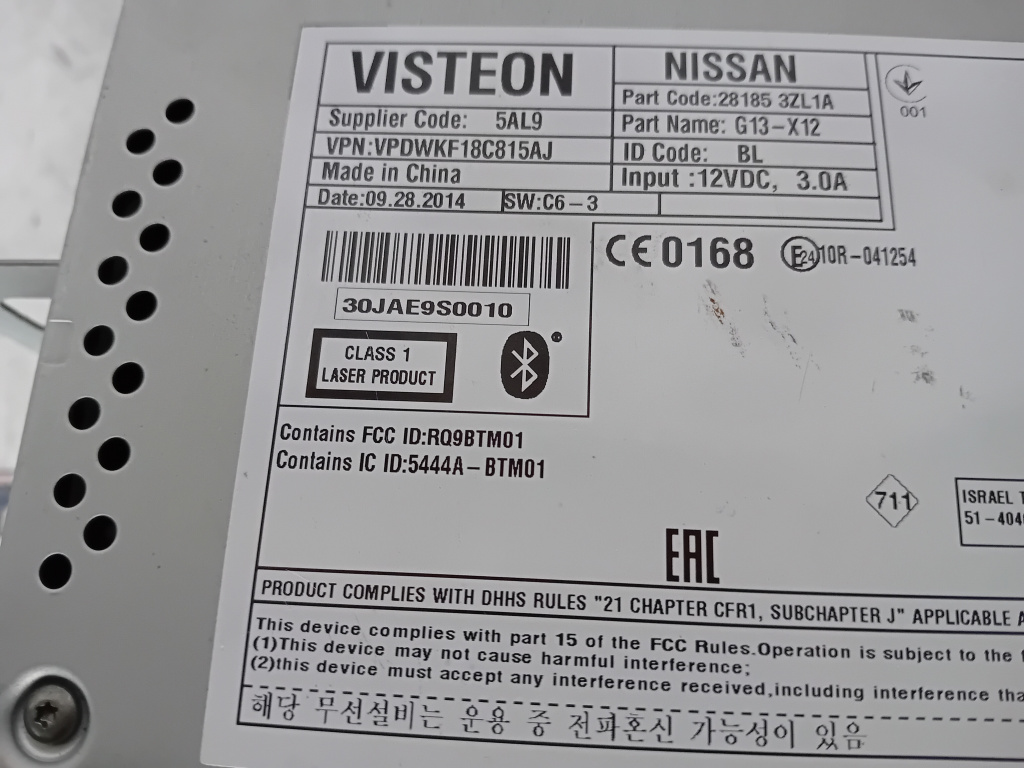 VISTEON
Supplier Code: 5AL9
VPN:VPDWKF18C815AJ
Made in China
Date:09.28.2014 SW:C6-3
NISSAN
Part Code:28185 3ZL1A
Part Name: G13-X12
ID Code: BL
Input :12VDC, 3.0A
001
30JAE9S0010
CLASS 1
LASER PRODUCT
CE 0168 E24 10R-041254
Contains FCC ID:RQ9BTM01
Contains IC ID:5444A-BTM01
711
ISRAEL
51-404
EAC
PRODUCT COMPLIES WITH DHHS RULES "21 CHAPTER CFR1, SUBCHAPTER J" APPLICABLE
This device complies with part 15 of the FCC Rules.Operation is subject to the
(1)This device may not cause harmful interference;
(2)this device must accept any interference received,including interference
해당 무선설비는 운용 중 전파혼신 가능성이 있음